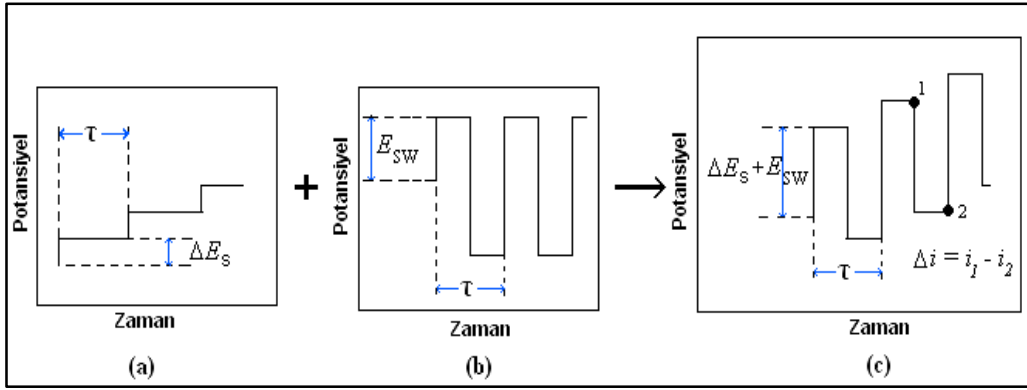 Potansiyel
τ
ΔE_S
Zaman
(a)
+
Potansiyel
E_SW
τ
Zaman
(b)
Potansiyel
ΔE_S+E_SW
τ
1
2
Δi = i_1 - i_2
Zaman
(c)